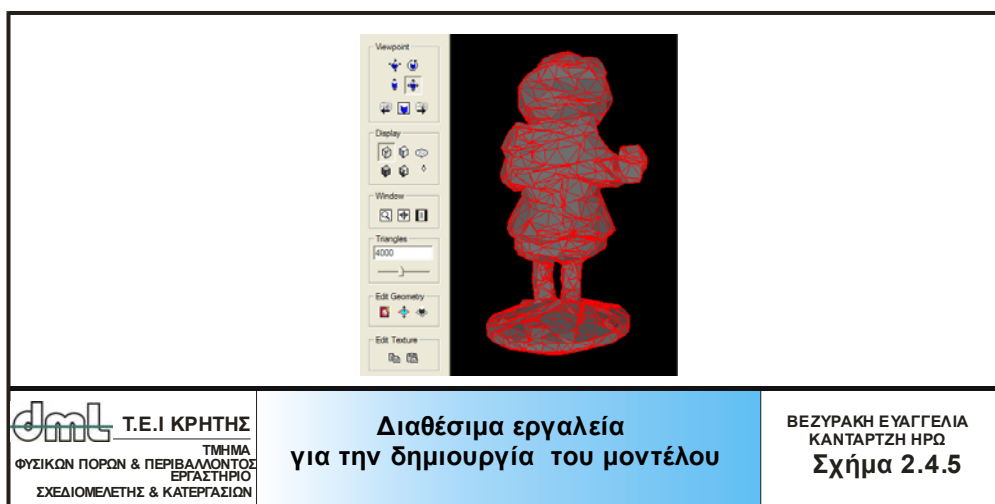 Viewpoint
Display
Window
Triangles
4000
Edit Geometry
Edit Texture
dml Τ.Ε.Ι ΚΡΗΤΗΣ
ΤΜΗΜΑ
ΦΥΣΙΚΩΝ ΠΟΡΩΝ & ΠΕΡΙΒΑΛΛΟΝΤΟΣ
ΕΡΓΑΣΤΗΡΙΟ
ΣΧΕΔΙΟΜΕΛΕΤΗΣ & ΚΑΤΕΡΓΑΣΙΩΝ
Διαθέσιμα εργαλεία
για την δημιουργία του μοντέλου
ΒΕΖΥΡΑΚΗ ΕΥΑΓΓΕΛΙΑ
ΚΑΝΤΑΡΤΖΗ ΗΡΩ
Σχήμα 2.4.5